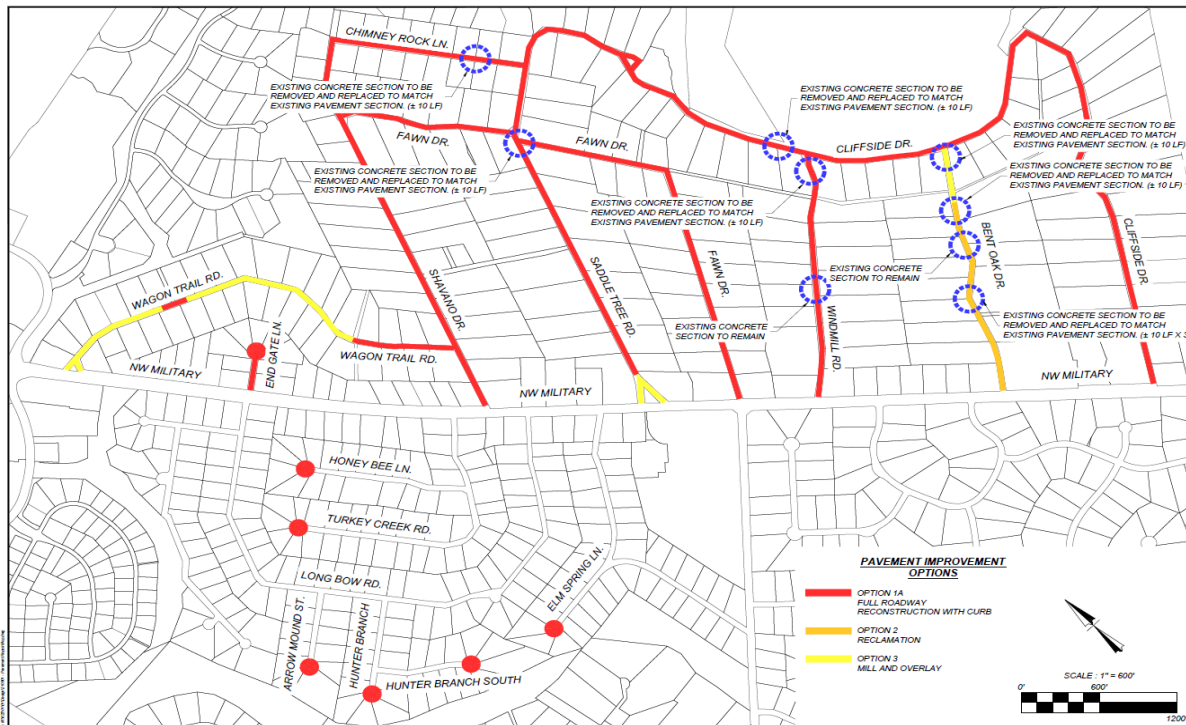 CHIMNEY ROCK LN.
EXISTING CONCRETE SECTION TO BE
REMOVED AND REPLACED TO MATCH
EXISTING PAVEMENT SECTION. (± 10 LF)
EXISTING CONCRETE SECTION TO BE
REMOVED AND REPLACED TO MATCH
EXISTING PAVEMENT SECTION. (± 10 LF)
EXISTING CONCRETE SECTION TO BE
REMOVED AND REPLACED TO MATCH
EXISTING PAVEMENT SECTION. (± 10 LF)
FAWN DR.
FAWN DR.
CLIFFSIDE DR.
EXISTING CONCRETE SECTION TO BE
REMOVED AND REPLACED TO MATCH
EXISTING PAVEMENT SECTION. (± 10 LF)
EXISTING CONCRETE SECTION TO BE
REMOVED AND REPLACED TO MATCH
EXISTING PAVEMENT SECTION. (± 10 LF)
EXISTING CONCRETE SECTION TO BE
REMOVED AND REPLACED TO MATCH
EXISTING PAVEMENT SECTION. (± 10 LF)
BENT OAK DR.
CLIFFSIDE DR.
WAGON TRAIL RD.
SHAVANO DR.
SADDLE TREE RD.
FAWN DR.
EXISTING CONCRETE
SECTION TO REMAIN
WINDMILL RD.
EXISTING CONCRETE
SECTION TO REMAIN
EXISTING CONCRETE SECTION TO BE
REMOVED AND REPLACED TO MATCH
EXISTING PAVEMENT SECTION. (± 10 LF X 3
END GATE LN.
WAGON TRAIL RD.
NW MILITARY
NW MILITARY
NW MILITARY
HONEY BEE LN.
TURKEY CREEK RD.
LONG BOW RD.
ELM SPRING LN.
ARROW MOUND ST.
HUNTER BRANCH
HUNTER BRANCH SOUTH
PAVEMENT IMPROVEMENT
OPTIONS
OPTION 1A
FULL ROADWAY
RECONSTRUCTION WITH CURB
OPTION 2
RECLAMATION
OPTION 3
MILL AND OVERLAY
SCALE : 1" = 600'
0' 600'
1200